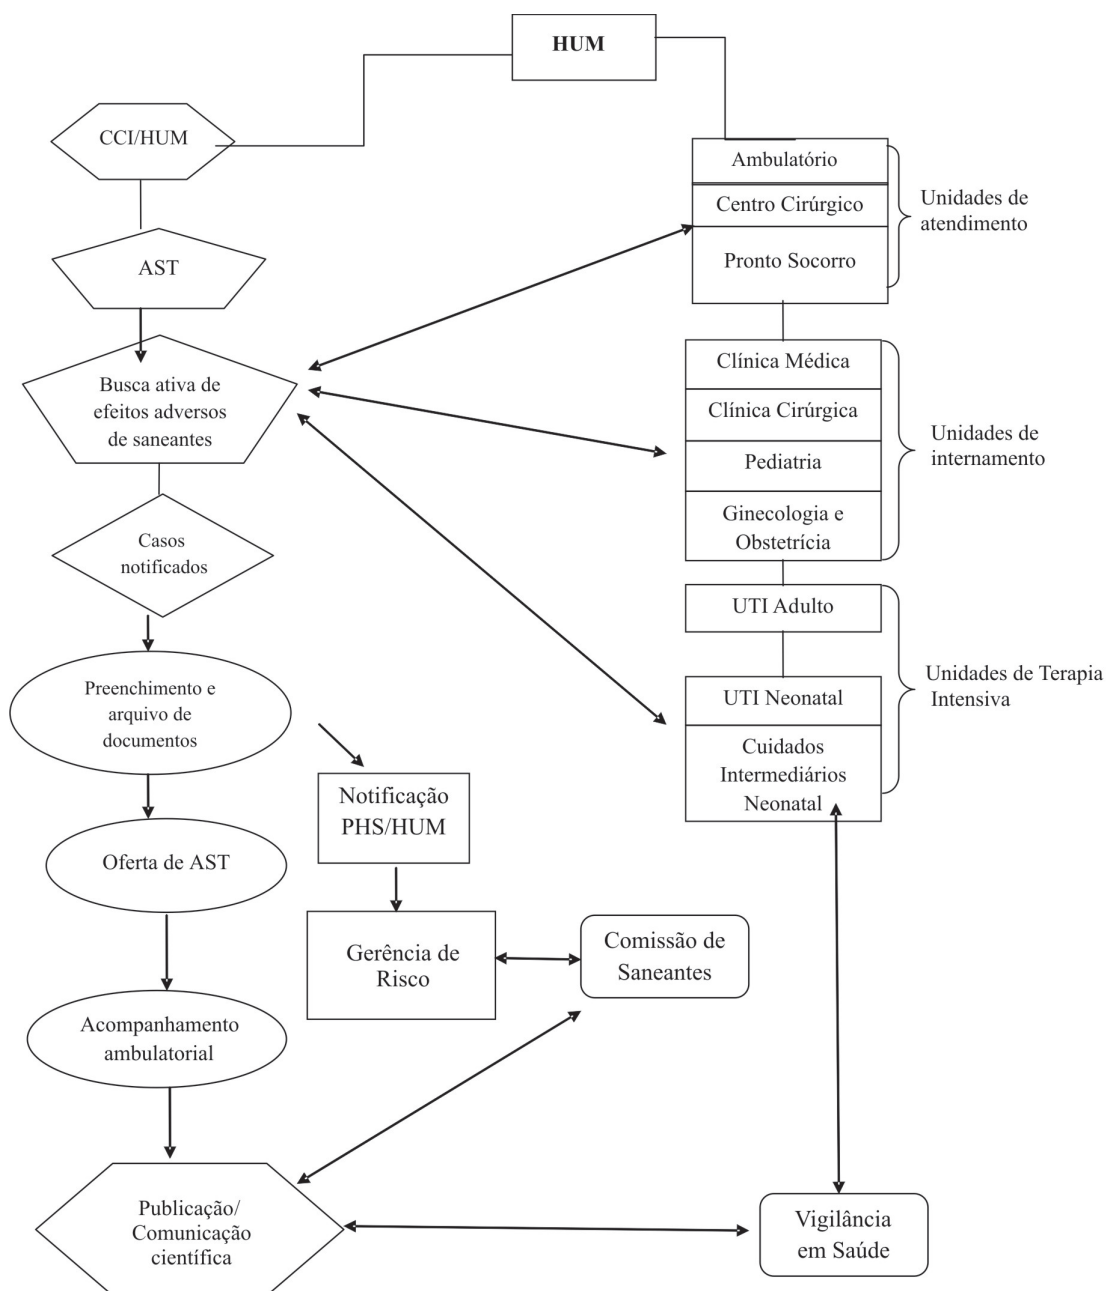 HUM
CCI/HUM
AST
Busca ativa de
efeitos adversos
de saneantes
Casos
notificados
Preenchimento e
arquivo de
documentos
Oferta de AST
Acompanhamento
ambulatorial
Publicação/
Comunicação
científica
Notificação
PHS/HUM
Gerência de
Risco
Comissão de
Saneantes
Ambulatório
Centro Cirúrgico
Pronto Socorro
Unidades de
atendimento
Clínica Médica
Clínica Cirúrgica
Pediatria
Ginecologia e
Obstetrícia
Unidades de
internamento
UTI Adulto
UTI Neonatal
Cuidados
Intermediários
Neonatal
Unidades de Terapia
Intensiva
Vigilância
em Saúde